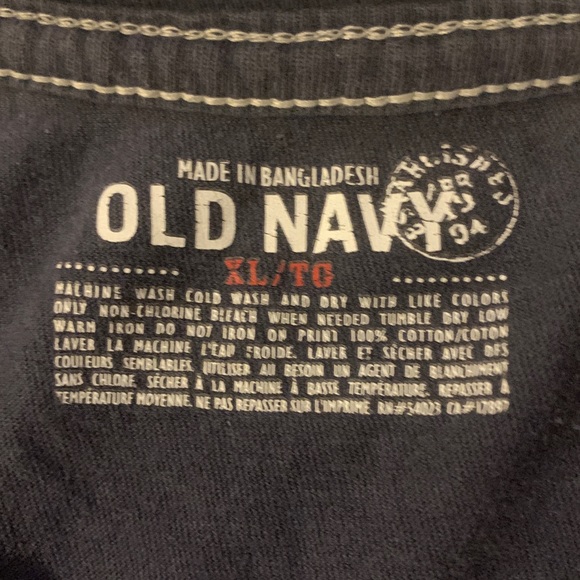 MADE IN BANGLADESH
OLD NAVY
94
XL/TG
MACHINE WASH COLD WASH AND DRY WITH LIKE COLORS
ONLY NON-CHLORINE BLEACH WHEN NEEDED TUMBLE DRY LOW
WARM IRON DO NOT IRON ON PRINT 100% COTTON/COTON
LAVER LA MACHINE L'EAU FROIDE. LAVER ET SÉCHER AVEC DES
COULEURS SEMBLABLES. UTILISER AU BESOIN UN AGENT DE BLANCHIMENT
SANS CHLORE. SÉCHER À LA MACHINE À BASSE TEMPÉRATURE. REPASSER À
TEMPÉRATURE MOYENNE. NE PAS REPASSER SUR L'IMPRIMÉ. RN#54023 CA#17897